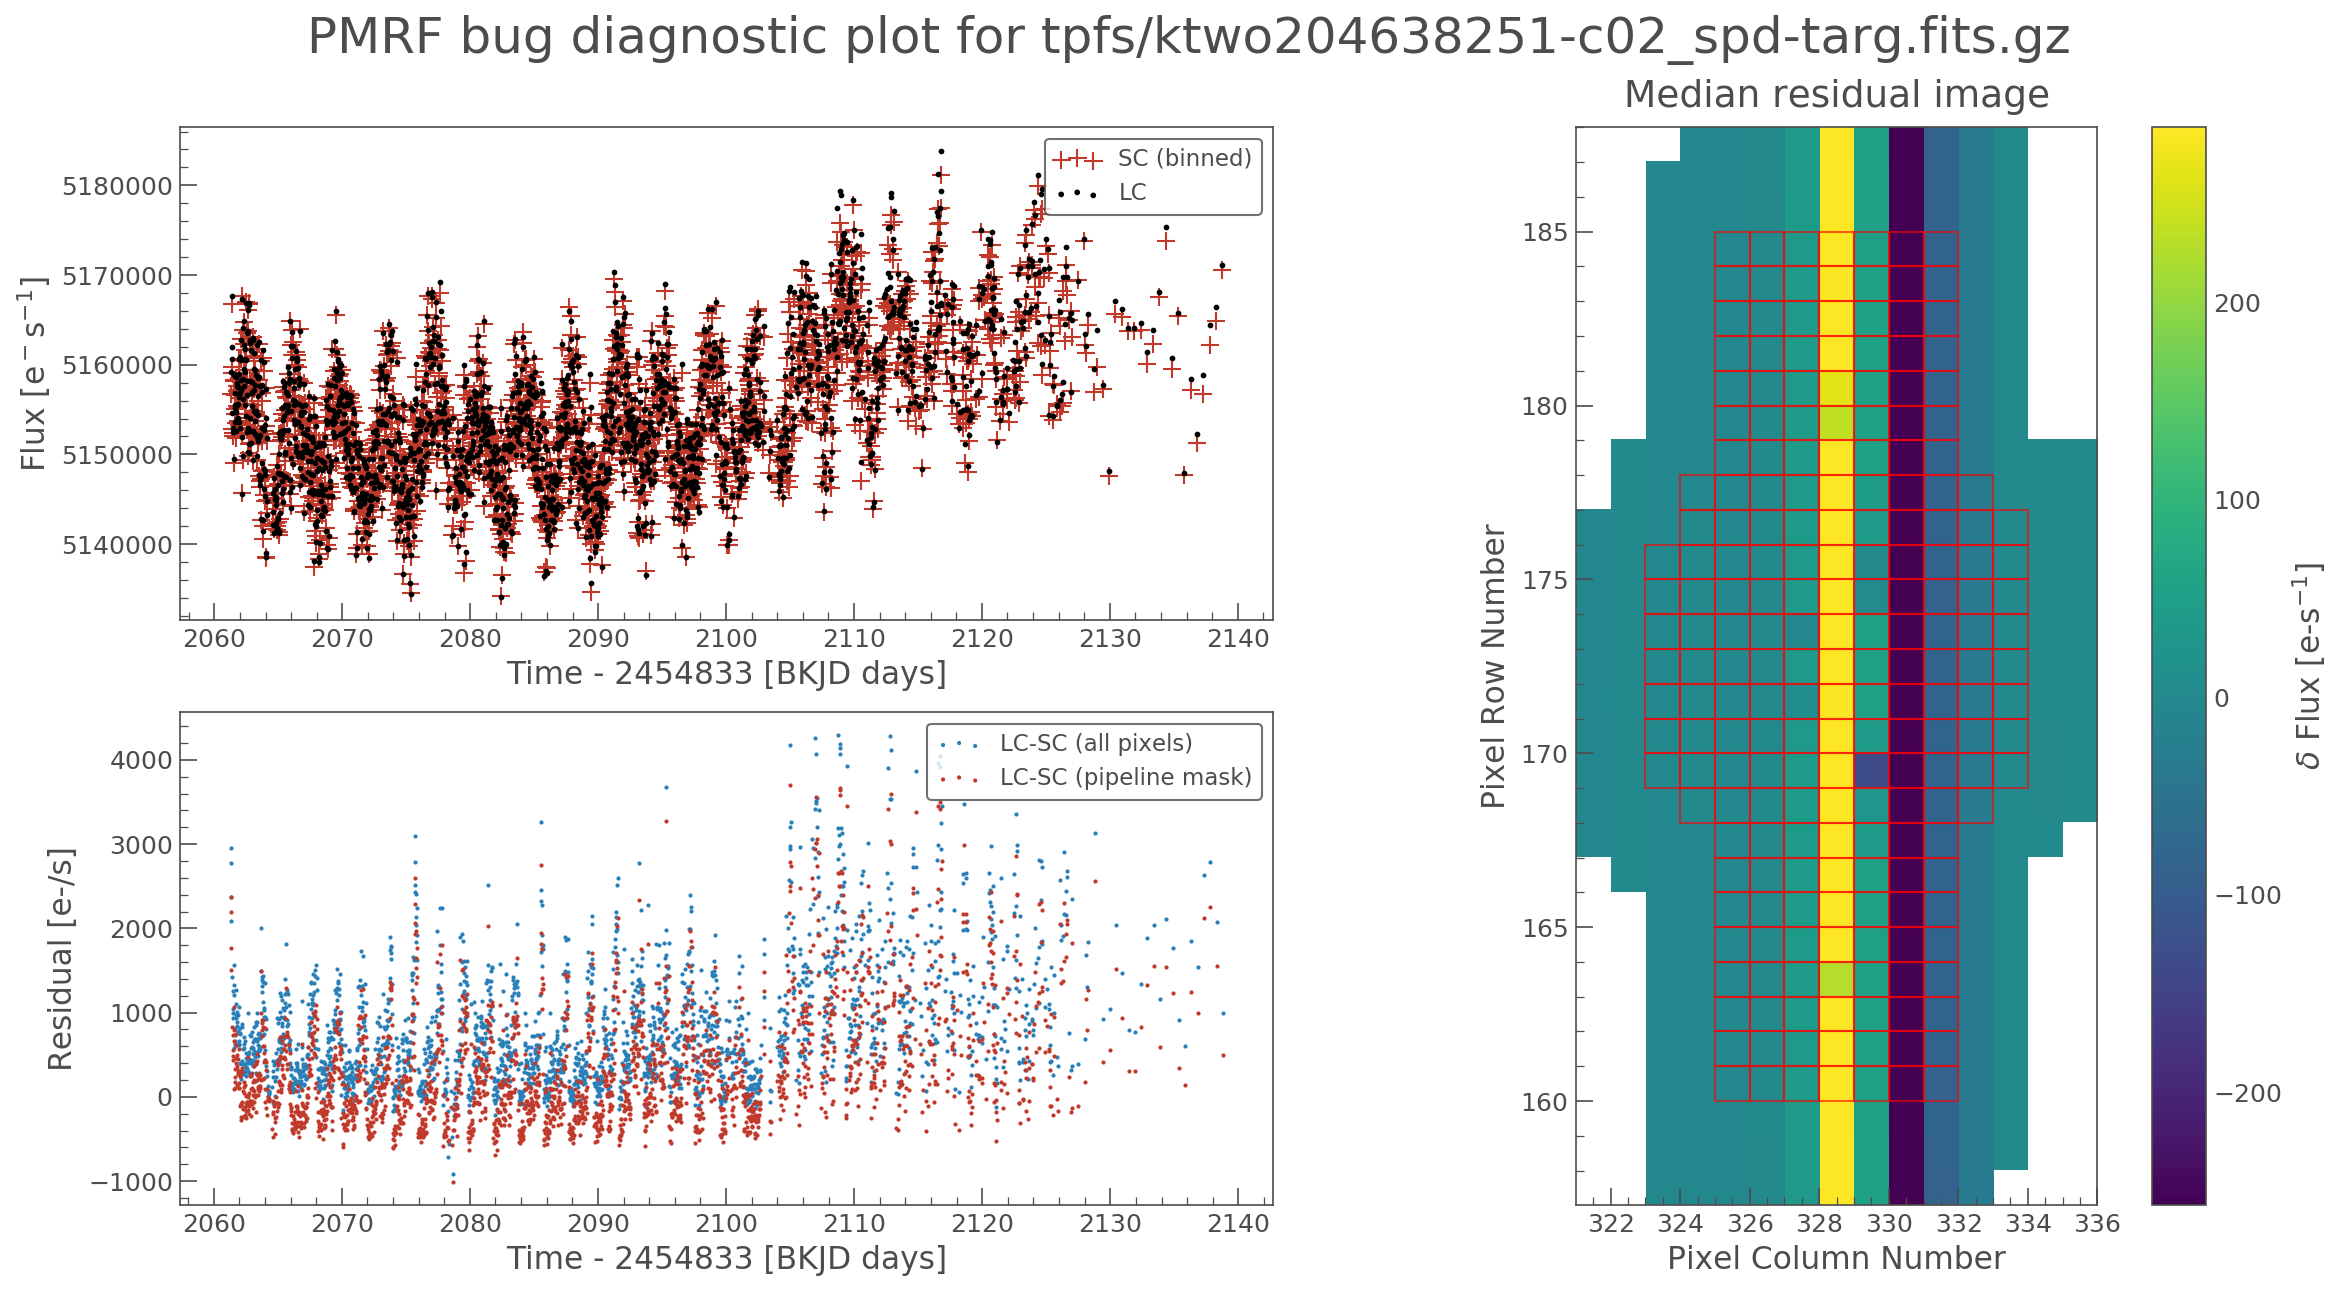 PMRF bug diagnostic plot for tpfs/ktwo204638251-c02_spd-targ.fits.gz
Flux [e⁻ s⁻¹]
5180000
5170000
5160000
5150000
5140000
SC (binned)
LC
2060 2070 2080 2090 2100 2110 2120 2130 2140
Time - 2454833 [BKJD days]
Residual [e-/s]
4000
3000
2000
1000
0
−1000
LC-SC (all pixels)
LC-SC (pipeline mask)
2060 2070 2080 2090 2100 2110 2120 2130 2140
Time - 2454833 [BKJD days]
Median residual image
Pixel Row Number
185
180
175
170
165
160
322 324 326 328 330 332 334 336
Pixel Column Number
200
100
0
−100
−200
δ Flux [e-s⁻¹]